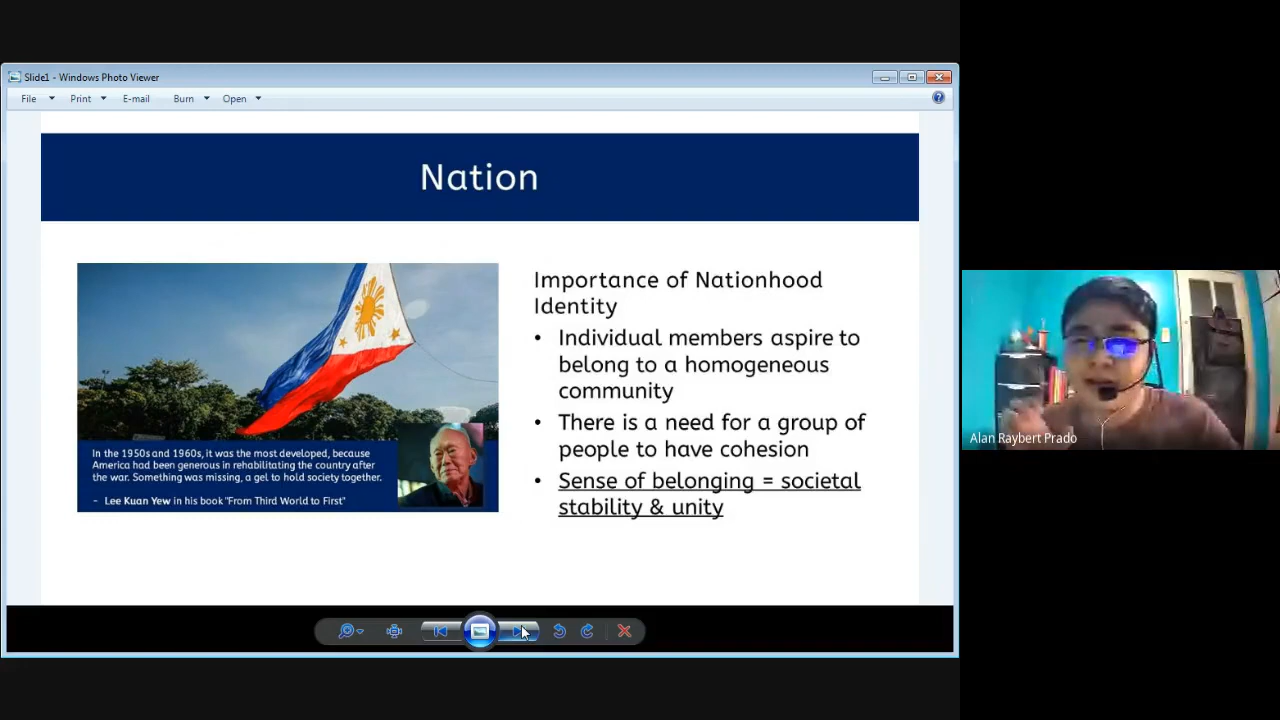 Slide1 - Windows Photo Viewer
File Print E-mail Burn Open
Nation
Importance of Nationhood
Identity
• Individual members aspire to
belong to a homogeneous
community
• There is a need for a group of
people to have cohesion
• Sense of belonging = societal
stability & unity
In the 1950s and 1960s, it was the most developed, because
America had been generous in rehabilitating the country after
the war. Something was missing, a gel to hold society together.
- Lee Kuan Yew in his book "From Third World to First"
Alan Raybert Prado